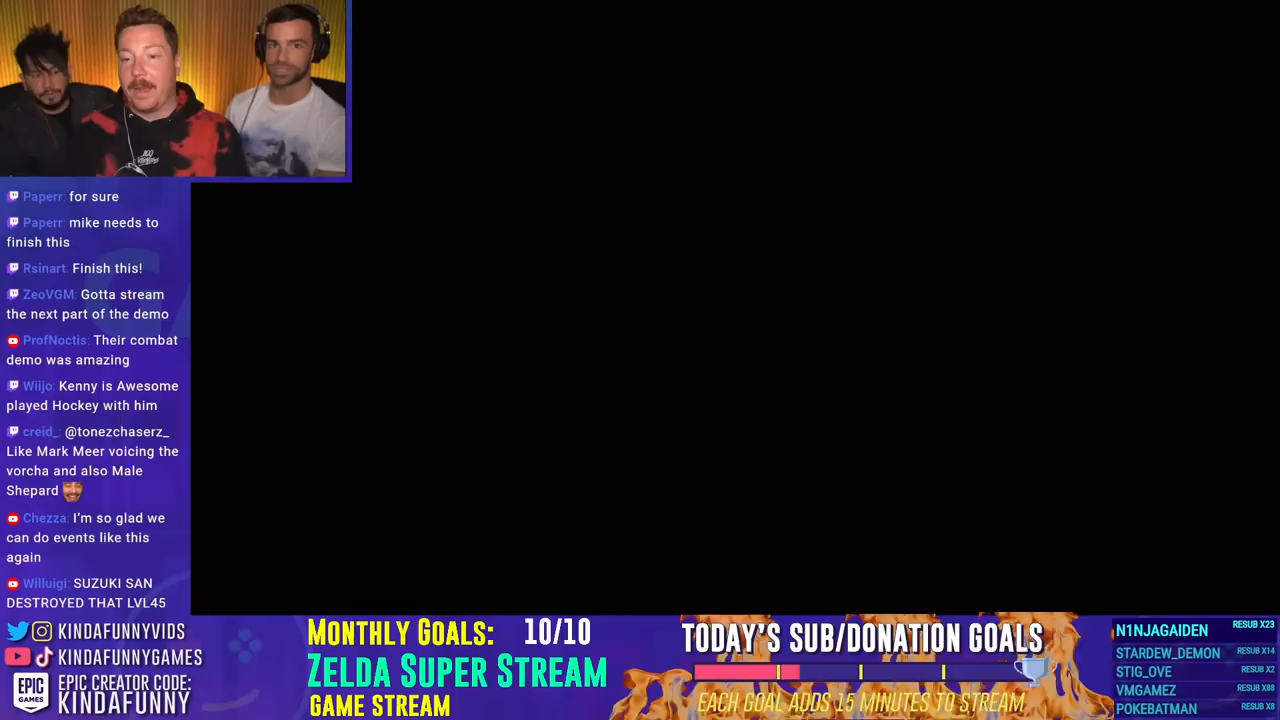 Paperr: for sure
Paperr: mike needs to
finish this
Rsinart: Finish this!
ZeoVGM: Gotta stream
the next part of the demo
ProfNoctis: Their combat
demo was amazing
Wiijo: Kenny is Awesome
played Hockey with him
creid_: @tonezchaserz_
Like Mark Meer voicing the
vorcha and also Male
Shepard
Chezza: I'm so glad we
can do events like this
again
Willuigi: SUZUKI SAN
DESTROYED THAT LVL45
KINDAFUNNYVIDS
KINDAFUNNYGAMES
EPIC GAMES
EPIC CREATOR CODE:
KINDAFUNNY
MONTHLY GOALS: 10/10
ZELDA SUPER STREAM
GAME STREAM
TODAY'S SUB/DONATION GOALS
EACH GOAL ADDS 15 MINUTES TO STREAM
N1NJAGAIDEN RESUB X23
STARDEW_DEMON RESUB X14
STIG_OVE RESUB X2
VMGAMEZ RESUB X88
POKEBATMAN RESUB X8